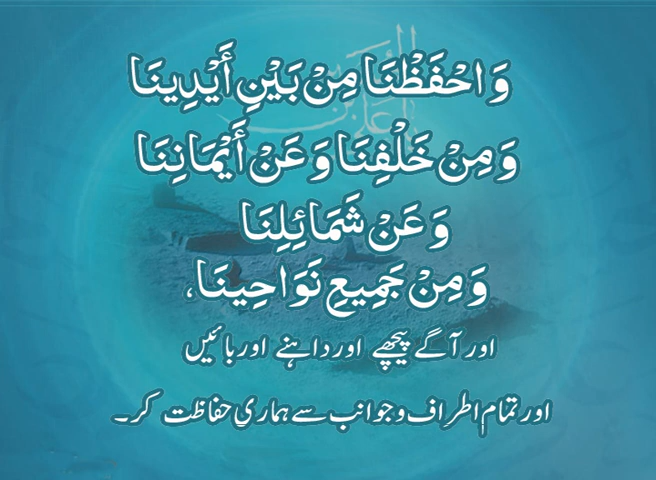 وَاحْفَظْنَا مِنْ بَيْنِ أَيْدِينَا
وَمِنْ خَلْفِنَا وَعَنْ أَيْمَانِنَا
وَعَنْ شَمَائِلِنَا
وَمِنْ جَمِيعِ نَوَاحِينَا،
اور آگے پیچھے اور داہنے اور بائیں
اور تمام اطراف و جوانب سے ہماری حفاظت کر۔